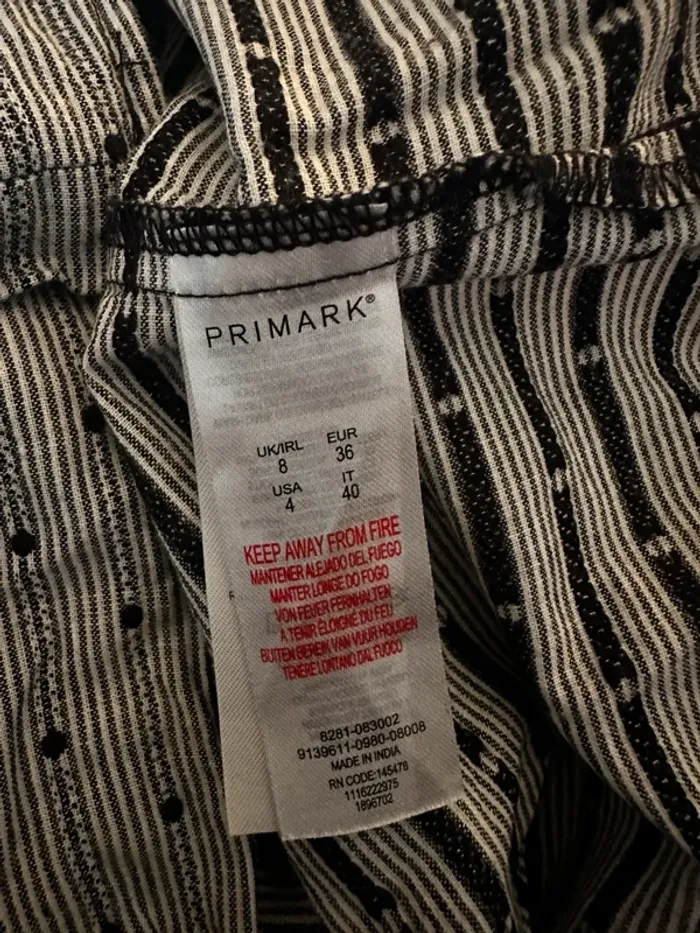 PRIMARK®
UK/IRL EUR
8 36
USA IT
4 40
KEEP AWAY FROM FIRE
MANTENER ALEJADO DEL FUEGO
MANTER LONGE DO FOGO
VON FEUER FERNHALTEN
À TENIR ÉLOIGNÉ DU FEU
BUITEN BEREIK VAN VUUR HOUDEN
TENERE LONTANO DAL FUOCO
8281-083002
9139611-0980-08008
MADE IN INDIA
RN CODE:145478
1116222975
1896702